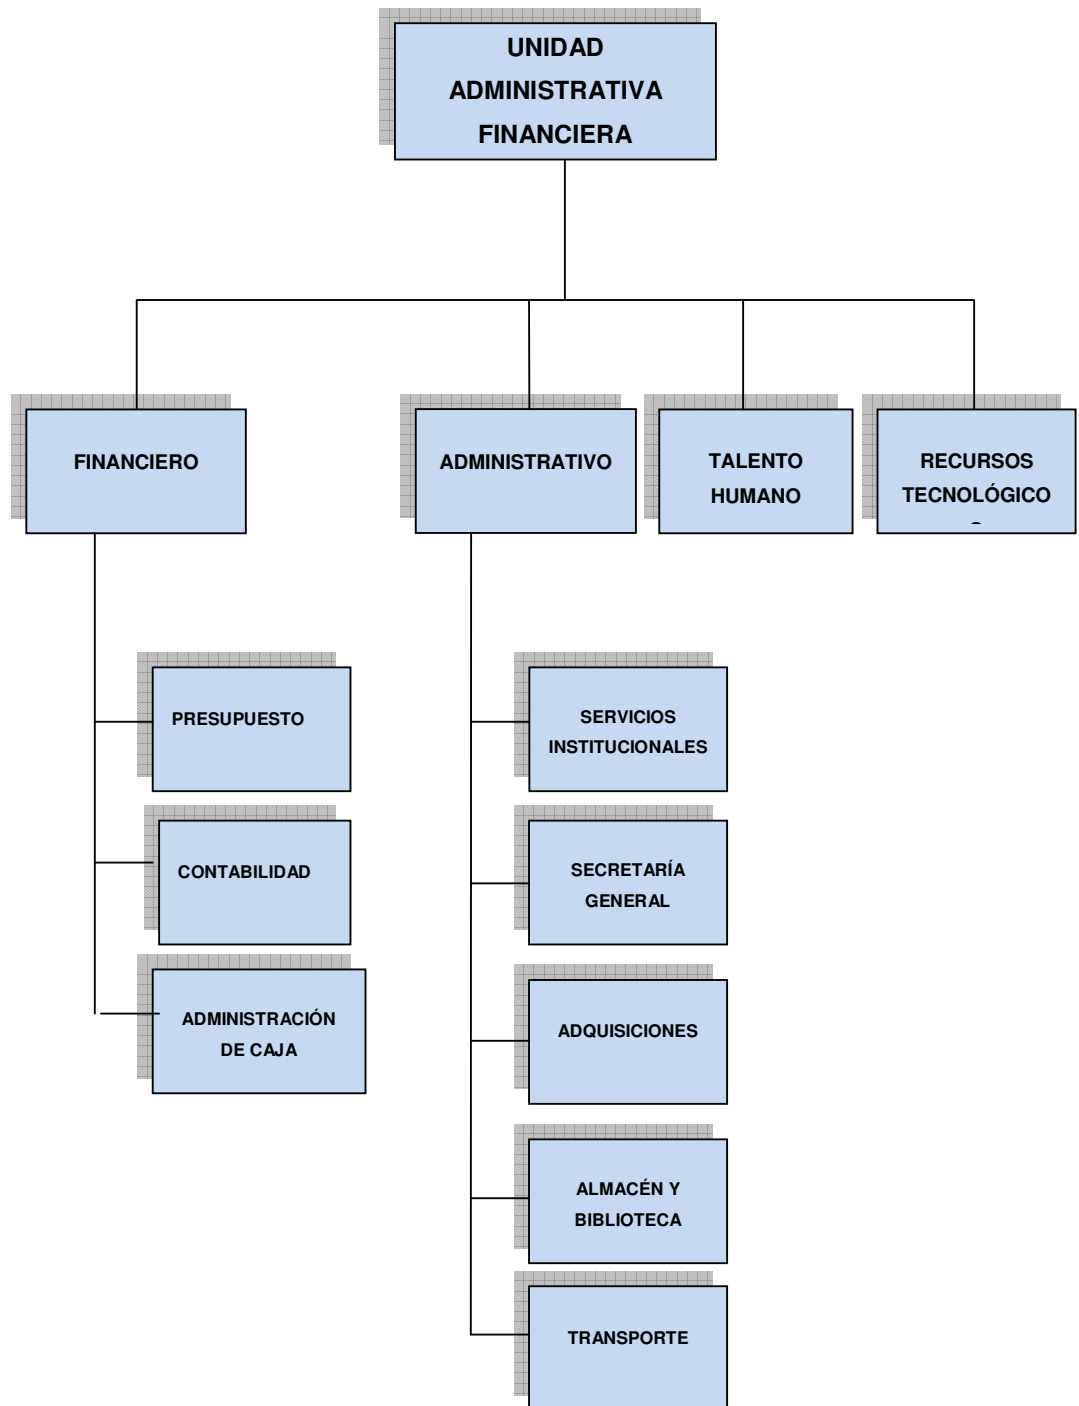 UNIDAD
ADMINISTRATIVA
FINANCIERA
FINANCIERO
ADMINISTRATIVO
TALENTO
HUMANO
RECURSOS
TECNOLÓGICO
PRESUPUESTO
CONTABILIDAD
ADMINISTRACIÓN
DE CAJA
SERVICIOS
INSTITUCIONALES
SECRETARÍA
GENERAL
ADQUISICIONES
ALMACÉN Y
BIBLIOTECA
TRANSPORTE